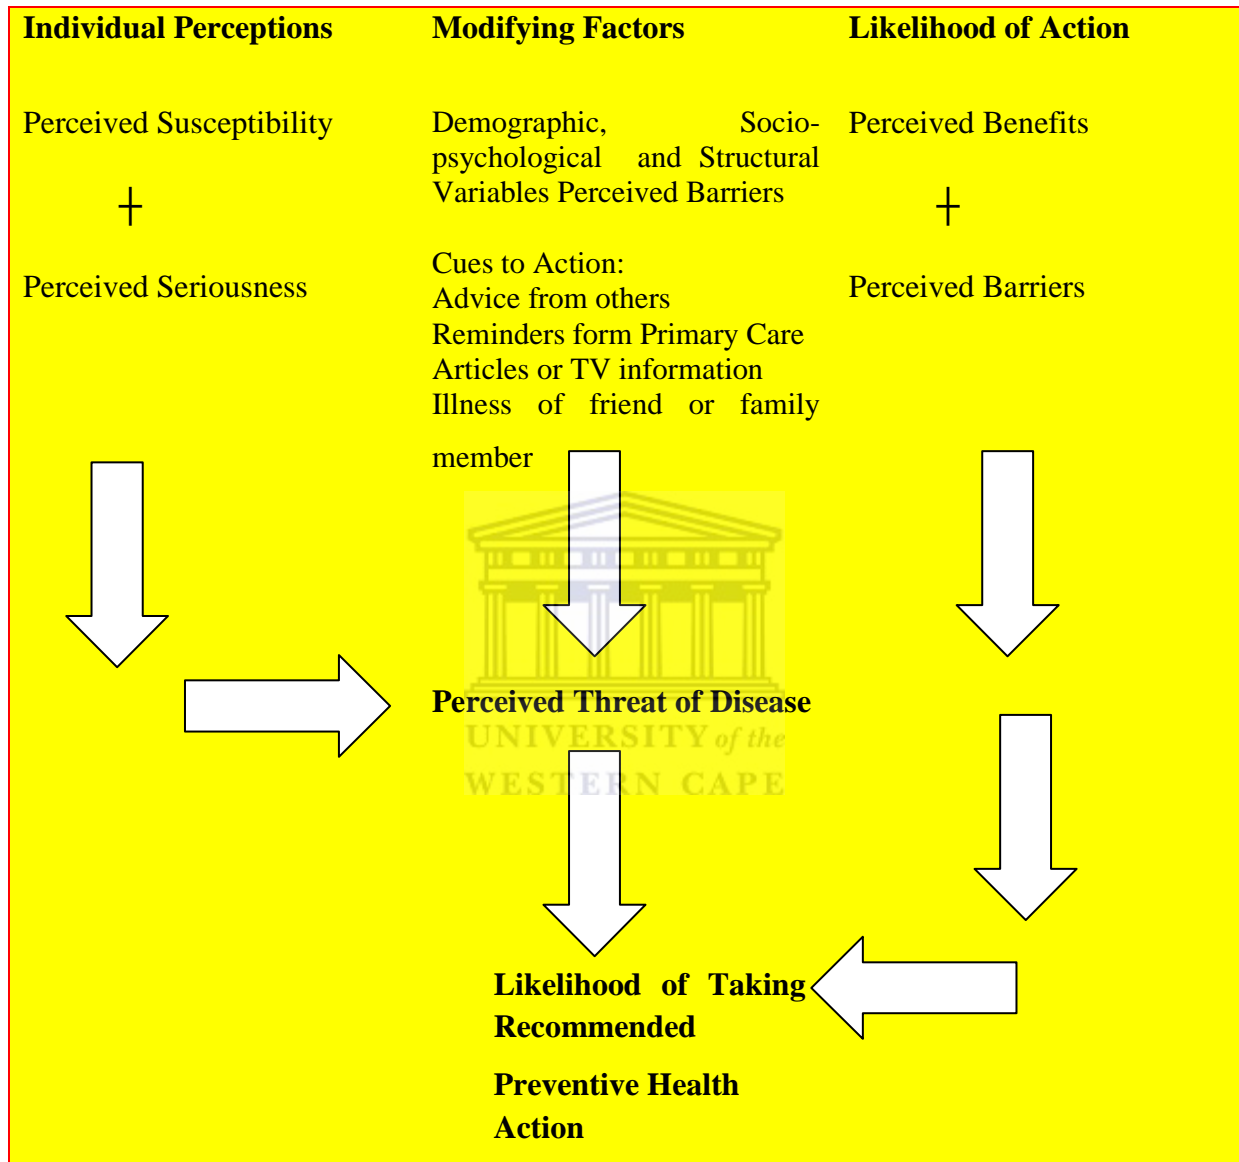 Individual Perceptions
Modifying Factors
Likelihood of Action
Perceived Susceptibility
+
Perceived Seriousness
Demographic, Socio-
psychological and Structural
Variables Perceived Barriers
Cues to Action:
Advice from others
Reminders form Primary Care
Articles or TV information
Illness of friend or family
member
Perceived Benefits
+
Perceived Barriers
Perceived Threat of Disease
UNIVERSITY of the
WESTERN CAPE
Likelihood of Taking
Recommended
Preventive Health
Action